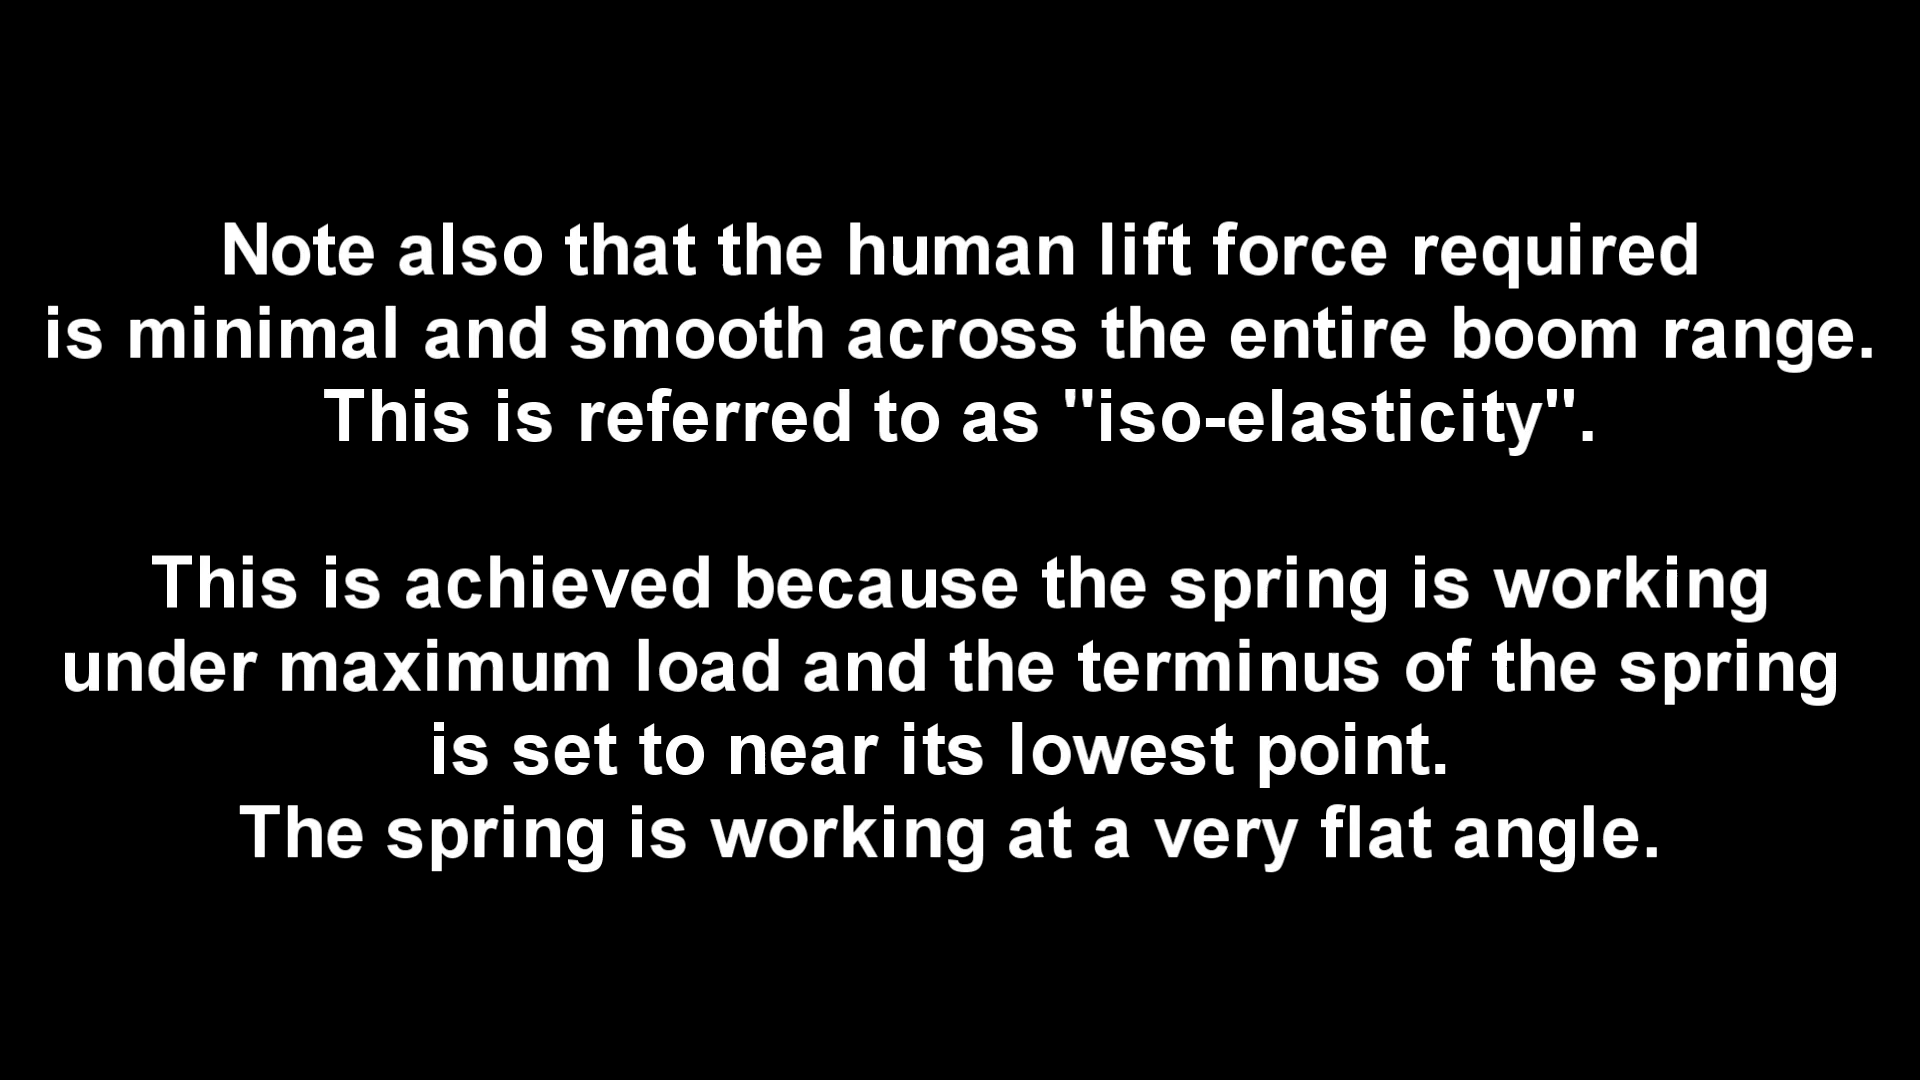 Note also that the human lift force required
is minimal and smooth across the entire boom range.
This is referred to as "iso-elasticity".
This is achieved because the spring is working
under maximum load and the terminus of the spring
is set to near its lowest point.
The spring is working at a very flat angle.